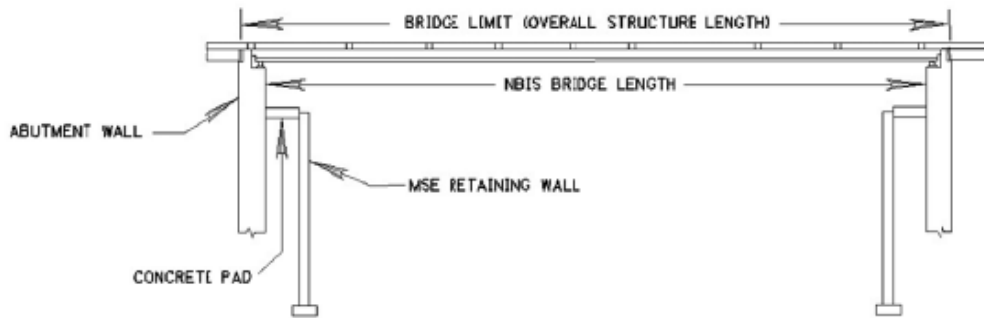 BRIDGE LIMIT (OVERALL STRUCTURE LENGTH)
NBIS BRIDGE LENGTH
ABUTMENT WALL
MSE RETAINING WALL
CONCRETE PAD